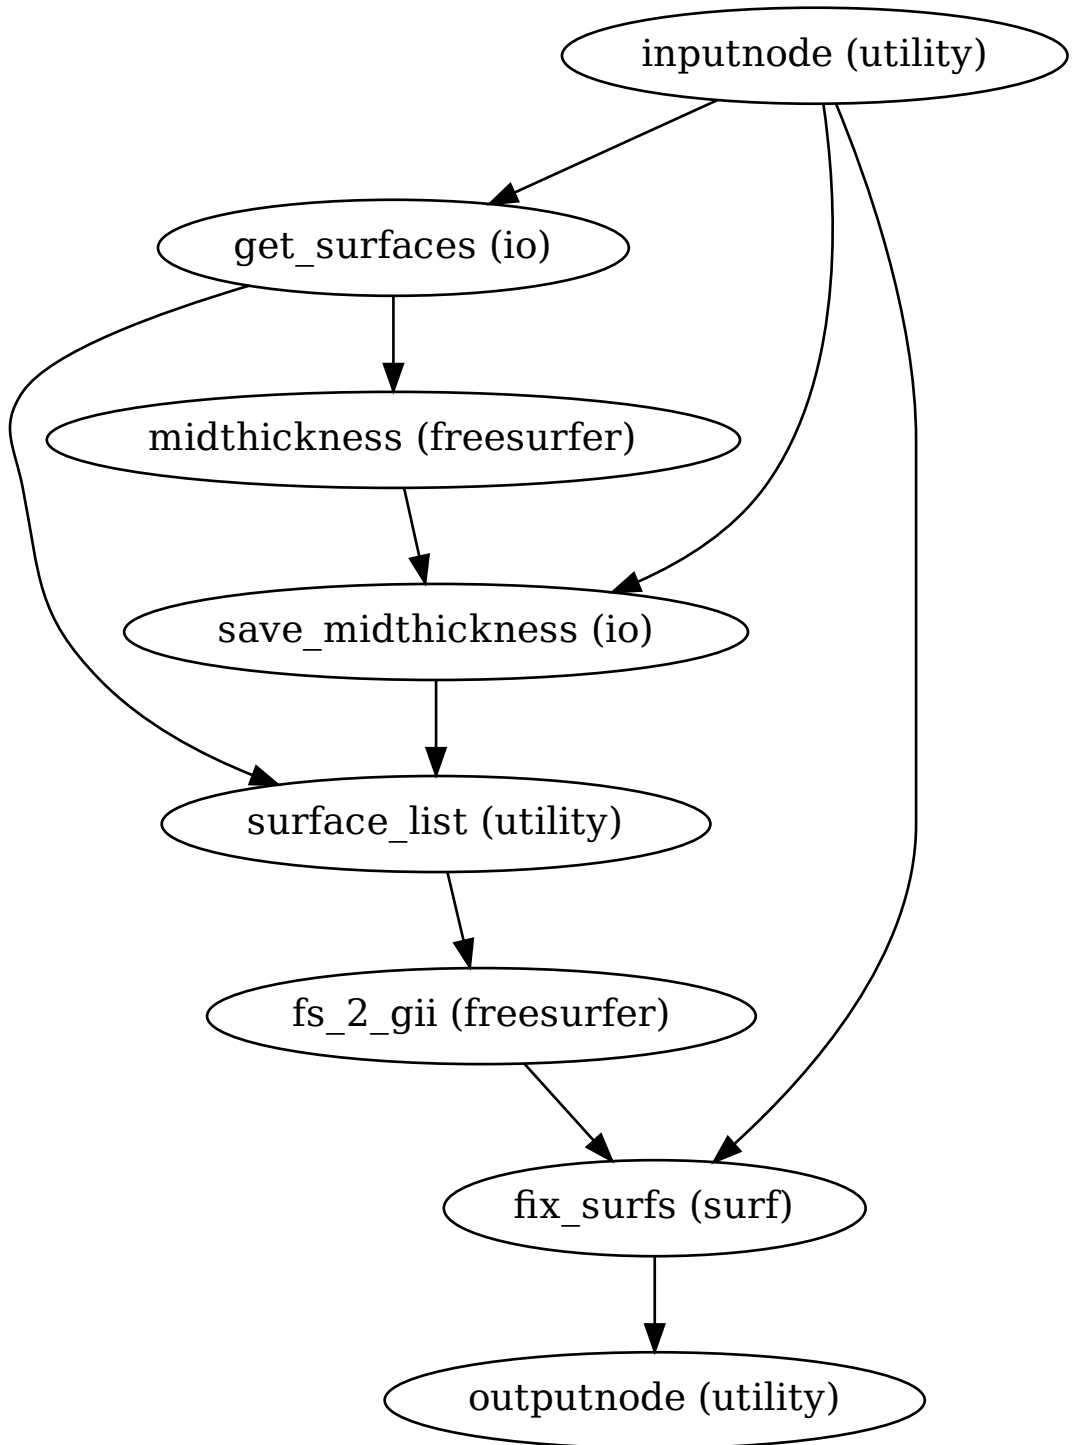 inputnode (utility)
get_surfaces (io)
midthickness (freesurfer)
save_midthickness (io)
surface_list (utility)
fs_2_gii (freesurfer)
fix_surfs (surf)
outputnode (utility)